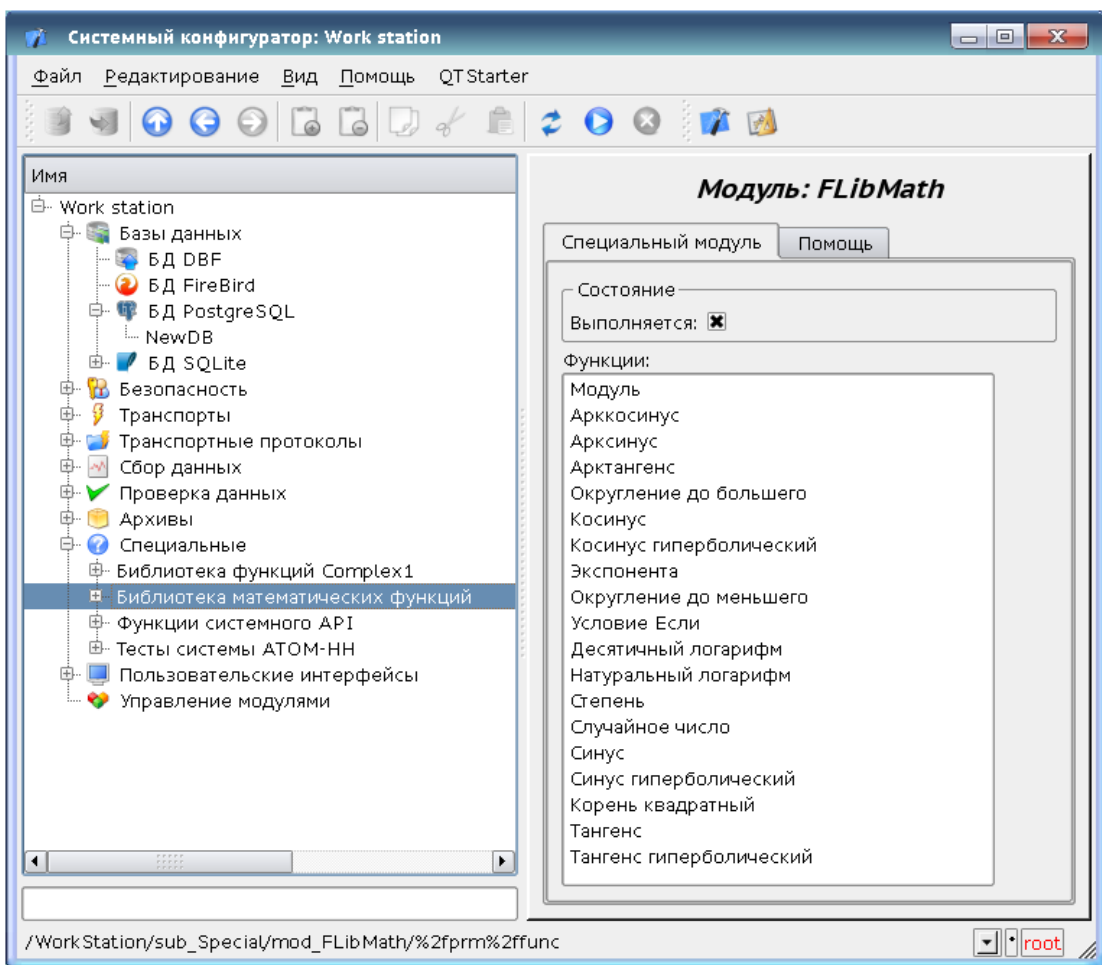 Системный конфигуратор: Work station
Файл Редактирование Вид Помощь QTStarter
Имя
Work station
Базы данных
БД DBF
БД FireBird
БД PostgreSQL
NewDB
БД SQLite
Безопасность
Транспорты
Транспортные протоколы
Сбор данных
Проверка данных
Архивы
Специальные
Библиотека функций Complex1
Библиотека математических функций
Функции системного API
Тесты системы АТОМ-НН
Пользовательские интерфейсы
Управление модулями
Модуль: FLibMath
Специальный модуль Помощь
Состояние
Выполняется:
Функции:
Модуль
Арккосинус
Арксинус
Арктангенс
Округление до большего
Косинус
Косинус гиперболический
Экспонента
Округление до меньшего
Условие Если
Десятичный логарифм
Натуральный логарифм
Степень
Случайное число
Синус
Синус гиперболический
Корень квадратный
Тангенс
Тангенс гиперболический
/WorkStation/sub_Special/mod_FLibMath/%2fprm%2ffunc
* root